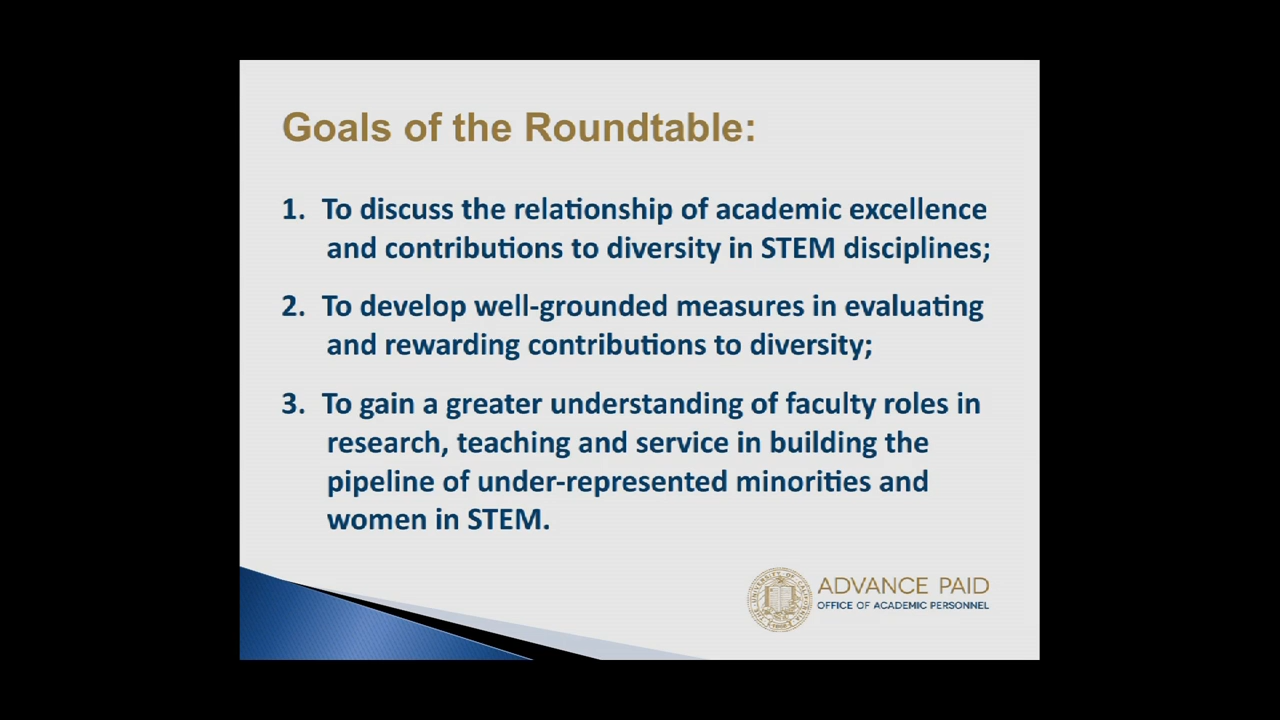 Goals of the Roundtable:
1. To discuss the relationship of academic excellence
and contributions to diversity in STEM disciplines;
2. To develop well-grounded measures in evaluating
and rewarding contributions to diversity;
3. To gain a greater understanding of faculty roles in
research, teaching and service in building the
pipeline of under-represented minorities and
women in STEM.
ADVANCE PAID
OFFICE OF ACADEMIC PERSONNEL